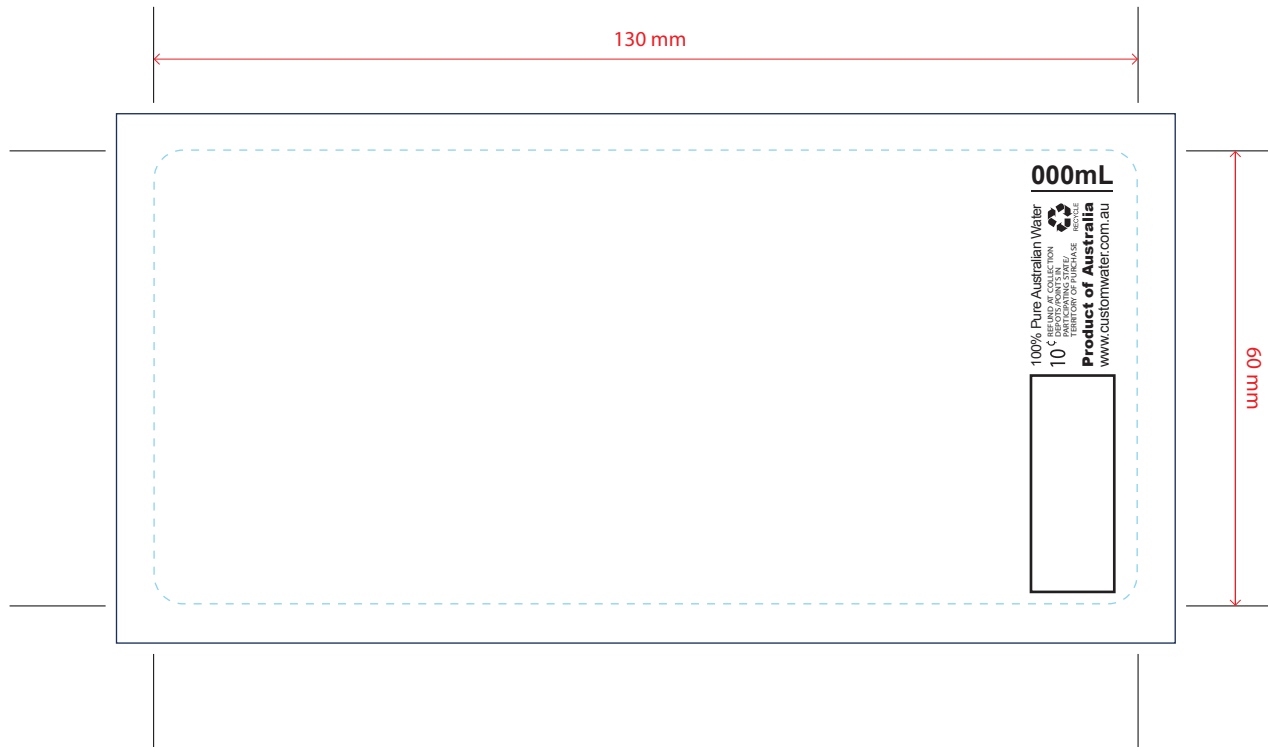 130 mm
000mL
100% Pure Australian Water
10¢
REFUND AT COLLECTION
DEPOTS/POINTS IN
PARTICIPATING STATE/
TERRITORY OF PURCHASE
RECYCLE
Product of Australia
www.customwater.com.au
60 mm